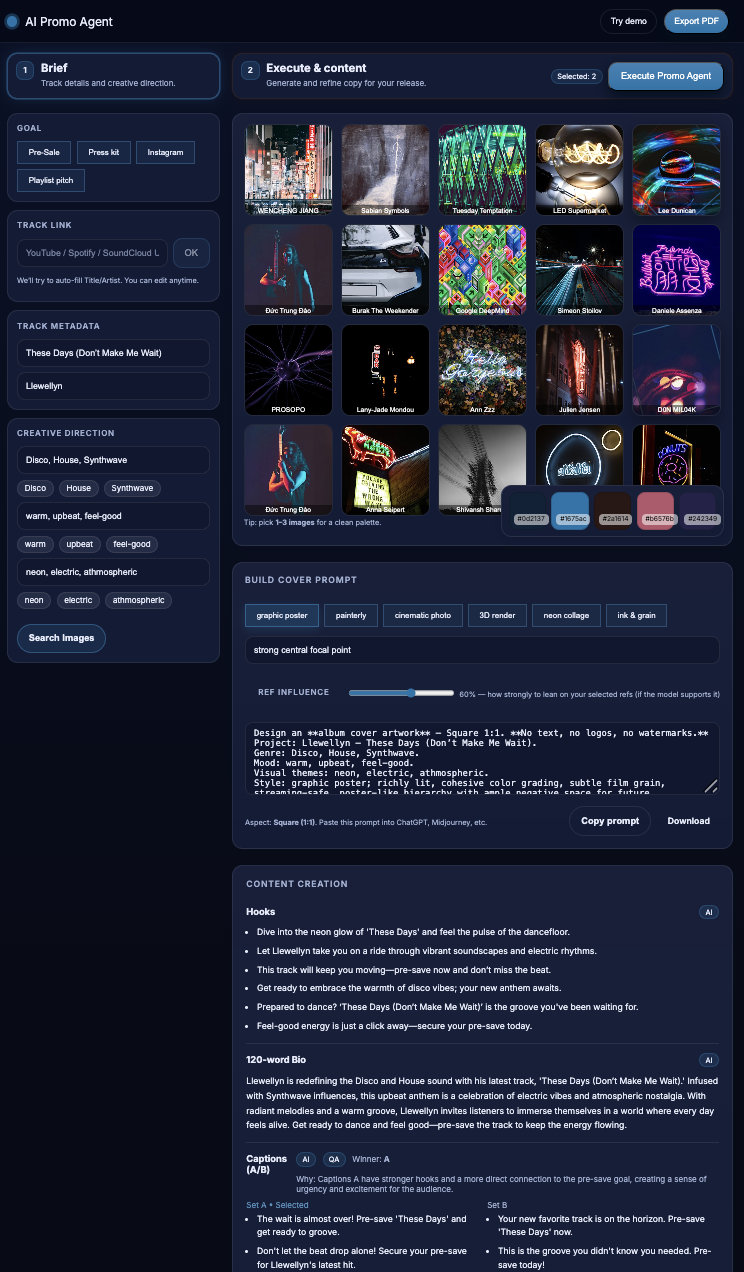 AI Promo Agent
Try demo
Export PDF
1
Brief
Track details and creative direction.
2
Execute & content
Generate and refine copy for your release.
Selected: 2
Execute Promo Agent
GOAL
Pre-Sale
Press kit
Instagram
Playlist pitch
TRACK LINK
YouTube / Spotify / SoundCloud U
OK
We'll try to auto-fill Title/Artist. You can edit anytime.
TRACK METADATA
These Days (Don't Make Me Wait)
Llewellyn
CREATIVE DIRECTION
Disco, House, Synthwave
Disco
House
Synthwave
warm, upbeat, feel-good
warm
upbeat
feel-good
neon, electric, athmospheric
neon
electric
athmospheric
Search Images
WENCHENG JIANG
Sabian Symbols
Tuesday Temptation
LED Supermarket
Lee Dunican
Đức Trung Đào
Burak The Weekender
Google DeepMind
Simeon Stoilov
Friends
Daniele Assenza
PROSOPO
Lany-Jade Mondou
Hello
Gorgeous
Ann Zzz
Julien Jensen
D0N MIL04K
Đức Trung Đào
YOU ARE
WALKING
THE
WRONG
Anna Seipert
Shivansh Shar
DONUTS
#0d2137
#1675ac
#2a1614
#b6576b
#242349
Tip: pick 1–3 images for a clean palette.
BUILD COVER PROMPT
graphic poster
painterly
cinematic photo
3D render
neon collage
ink & grain
strong central focal point
REF INFLUENCE
60% — how strongly to lean on your selected refs (if the model supports it)
Design an **album cover artwork** — Square 1:1. **No text, no logos, no watermarks.**
Project: Llewellyn — These Days (Don't Make Me Wait).
Genre: Disco, House, Synthwave.
Mood: warm, upbeat, feel-good.
Visual themes: neon, electric, athmospheric.
Style: graphic poster; richly lit, cohesive color grading, subtle film grain,
streaming-safe, poster-like hierarchy with ample negative space for future
Aspect: Square (1:1). Paste this prompt into ChatGPT, Midjourney, etc.
Copy prompt
Download
CONTENT CREATION
Hooks
AI
• Dive into the neon glow of 'These Days' and feel the pulse of the dancefloor.
• Let Llewellyn take you on a ride through vibrant soundscapes and electric rhythms.
• This track will keep you moving—pre-save now and don't miss the beat.
• Get ready to embrace the warmth of disco vibes; your new anthem awaits.
• Prepared to dance? 'These Days (Don't Make Me Wait)' is the groove you've been waiting for.
• Feel-good energy is just a click away—secure your pre-save today.
120-word Bio
AI
Llewellyn is redefining the Disco and House sound with his latest track, 'These Days (Don't Make Me Wait).' Infused
with Synthwave influences, this upbeat anthem is a celebration of electric vibes and atmospheric nostalgia. With
radiant melodies and a warm groove, Llewellyn invites listeners to immerse themselves in a world where every day
feels alive. Get ready to dance and feel good—pre-save the track to keep the energy flowing.
Captions
(A/B)
AI
QA
Winner: A
Why: Captions A have stronger hooks and a more direct connection to the pre-save goal, creating a sense of
urgency and excitement for the audience.
Set A • Selected
• The wait is almost over! Pre-save 'These Days' and
get ready to groove.
• Don't let the beat drop alone! Secure your pre-save
for Llewellyn's latest hit.
Set B
• Your new favorite track is on the horizon. Pre-save
'These Days' now.
• This is the groove you didn't know you needed. Pre-
save today!